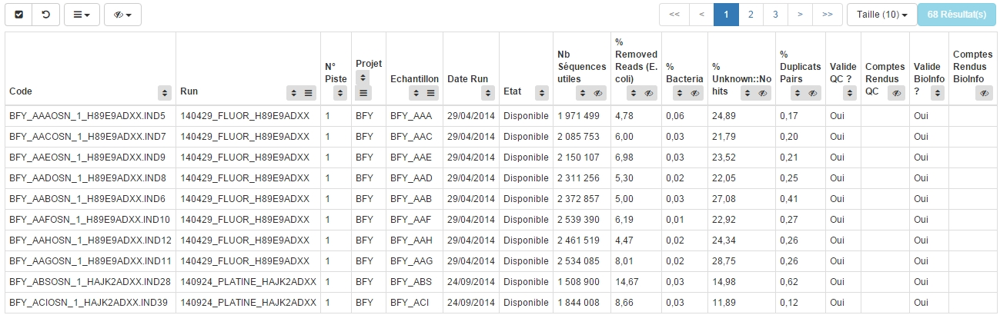 << < 1 2 3 > >> Taille (10) 68 Résultat(s)
Code Run N° Piste Projet Echantillon Date Run Etat Nb Séquences utiles % Removed Reads (E. coli) % Bacteria % Unknown::No hits % Duplicats Pairs Valide QC ? Comptes Rendus QC Valide BioInfo ? Comptes Rendus BioInfo
BFY_AAAOSN_1_H89E9ADXX.IND5 140429_FLUOR_H89E9ADXX 1 BFY BFY_AAA 29/04/2014 Disponible 1 971 499 4,78 0,06 24,89 0,17 Oui Oui
BFY_AACOSN_1_H89E9ADXX.IND7 140429_FLUOR_H89E9ADXX 1 BFY BFY_AAC 29/04/2014 Disponible 2 085 753 6,00 0,03 21,79 0,20 Oui Oui
BFY_AAEOSN_1_H89E9ADXX.IND9 140429_FLUOR_H89E9ADXX 1 BFY BFY_AAE 29/04/2014 Disponible 2 150 107 6,98 0,03 23,52 0,21 Oui Oui
BFY_AADOSN_1_H89E9ADXX.IND8 140429_FLUOR_H89E9ADXX 1 BFY BFY_AAD 29/04/2014 Disponible 2 311 256 5,30 0,02 22,05 0,25 Oui Oui
BFY_AABOSN_1_H89E9ADXX.IND6 140429_FLUOR_H89E9ADXX 1 BFY BFY_AAB 29/04/2014 Disponible 2 372 857 5,00 0,03 27,08 0,41 Oui Oui
BFY_AAFOSN_1_H89E9ADXX.IND10 140429_FLUOR_H89E9ADXX 1 BFY BFY_AAF 29/04/2014 Disponible 2 539 390 6,19 0,01 22,92 0,27 Oui Oui
BFY_AAHOSN_1_H89E9ADXX.IND12 140429_FLUOR_H89E9ADXX 1 BFY BFY_AAH 29/04/2014 Disponible 2 461 519 4,47 0,02 24,34 0,26 Oui Oui
BFY_AAGOSN_1_H89E9ADXX.IND11 140429_FLUOR_H89E9ADXX 1 BFY BFY_AAG 29/04/2014 Disponible 2 534 085 8,01 0,02 28,75 0,26 Oui Oui
BFY_ABSOSN_1_HAJK2ADXX.IND28 140924_PLATINE_HAJK2ADXX 1 BFY BFY_ABS 24/09/2014 Disponible 1 508 900 14,67 0,03 14,98 0,62 Oui Oui
BFY_ACIOSN_1_HAJK2ADXX.IND39 140924_PLATINE_HAJK2ADXX 1 BFY BFY_ACI 24/09/2014 Disponible 1 844 008 8,66 0,03 11,89 0,12 Oui Oui